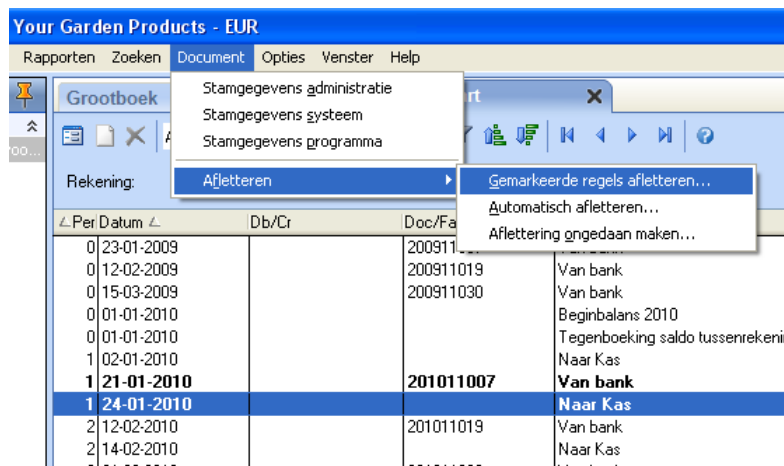 Your Garden Products - EUR
Rapporten Zoeken Document Opties Venster Help
Grootboek
Stamgegevens administratie
Stamgegevens systeem
Stamgegevens programma
Rekening: Afletteren
Gemarkeerde regels afletteren...
Automatisch afletteren...
Aflettering ongedaan maken...
Per Datum Db/Cr Doc/Fa
0 23-01-2009
0 12-02-2009 200911019 Van bank
0 15-03-2009 200911030 Van bank
0 01-01-2010 Beginbalans 2010
0 01-01-2010 Tegenboeking saldo
1 02-01-2010 Naar Kas
1 21-01-2010 201011007 Van bank
1 24-01-2010 Naar Kas
2 12-02-2010 201011019 Van bank
2 14-02-2010 Naar Kas